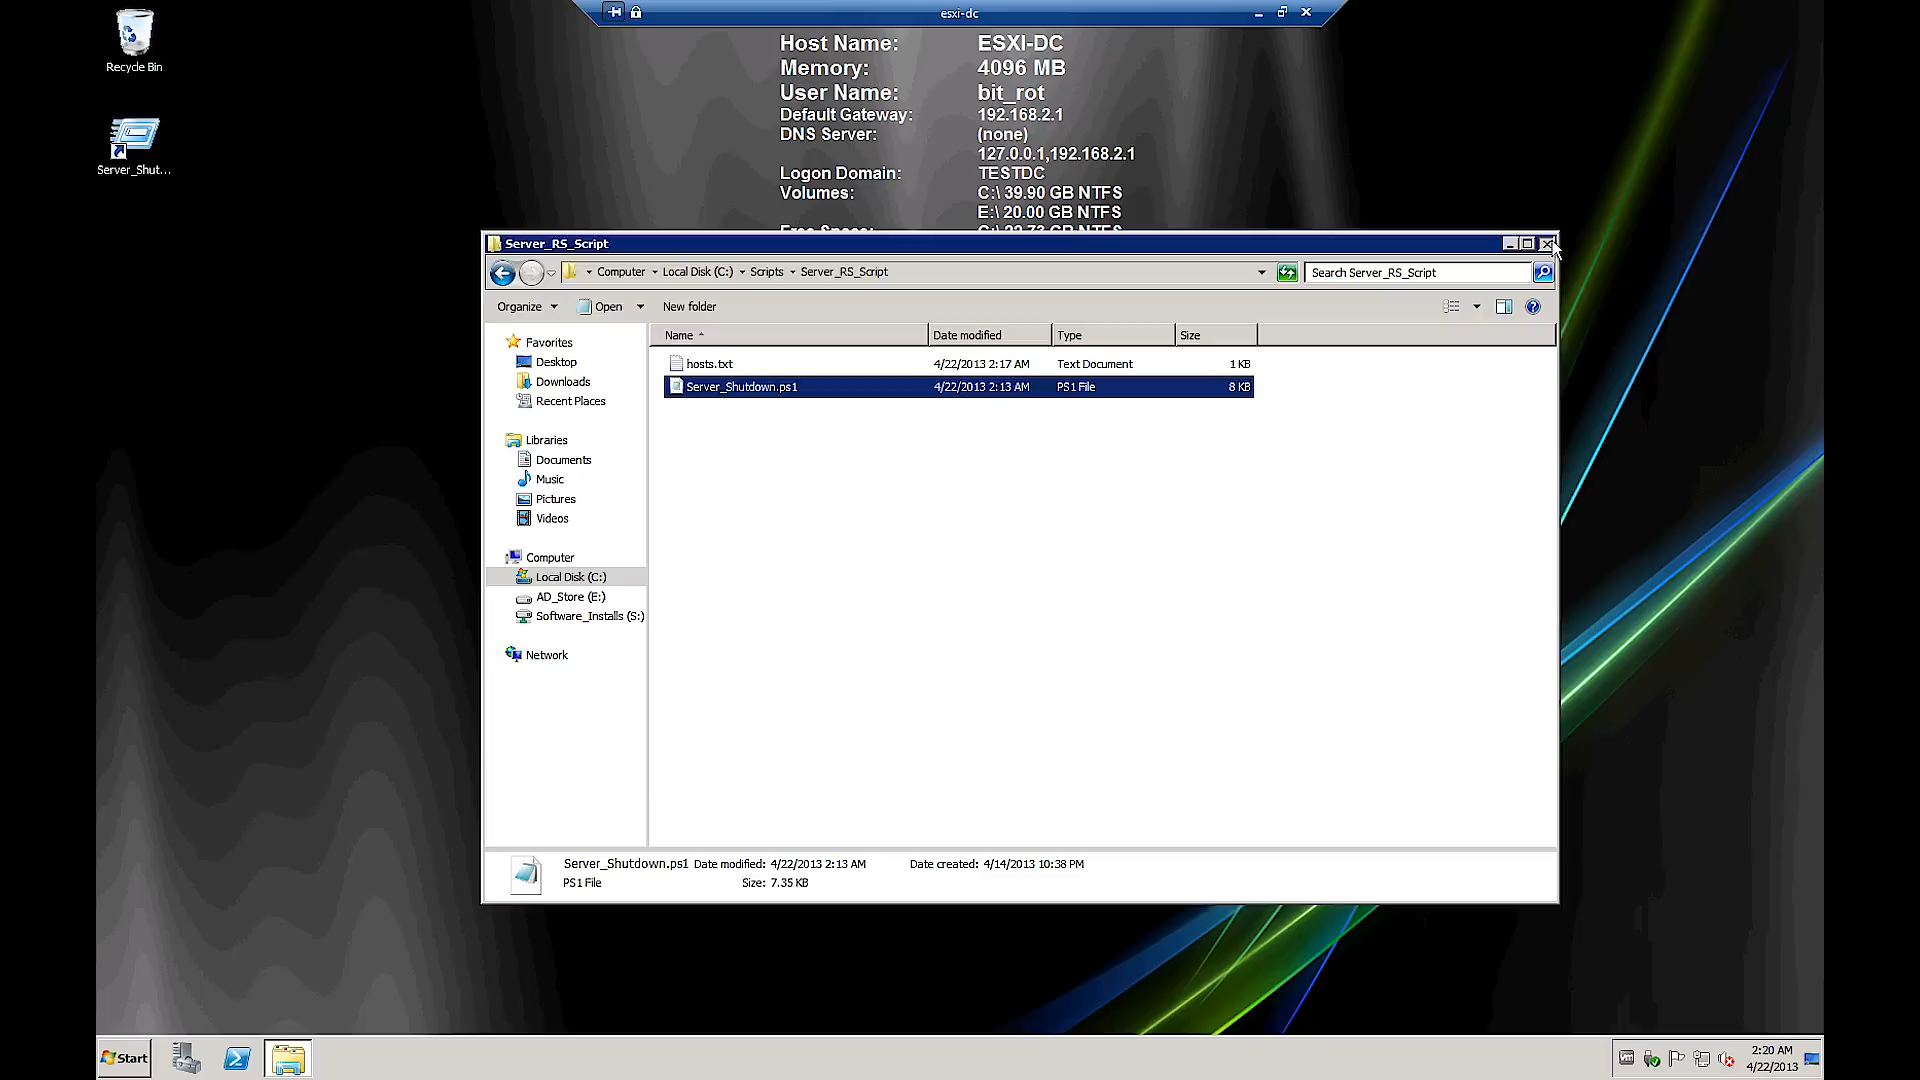 esxi-dc
Recycle Bin
Server_Shut...
Host Name: ESXI-DC
Memory: 4096 MB
User Name: bit_rot
Default Gateway: 192.168.2.1
DNS Server: (none)
127.0.0.1,192.168.2.1
Logon Domain: TESTDC
Volumes: C:\ 39.90 GB NTFS
E:\ 20.00 GB NTFS
Free Space: C:\ 22.73 GB NTFS
Server_RS_Script
Computer Local Disk (C:) Scripts Server_RS_Script Search Server_RS_Script
Organize Open New folder
Name Date modified Type Size
hosts.txt 4/22/2013 2:17 AM Text Document 1 KB
Server_Shutdown.ps1 4/22/2013 2:13 AM PS1 File 8 KB
Favorites
Desktop
Downloads
Recent Places
Libraries
Documents
Music
Pictures
Videos
Computer
Local Disk (C:)
AD_Store (E:)
Software_Installs (S:)
Network
Server_Shutdown.ps1 Date modified: 4/22/2013 2:13 AM Date created: 4/14/2013 10:38 PM
PS1 File Size: 7.35 KB
Start
2:20 AM
4/22/2013